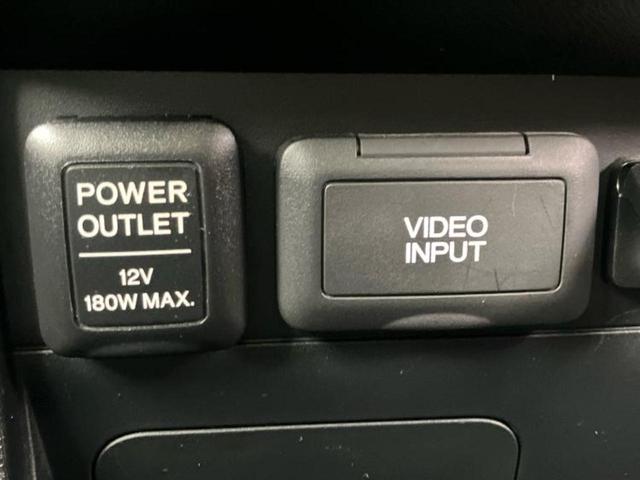 POWER
OUTLET
12V
180W MAX.
VIDEO
INPUT